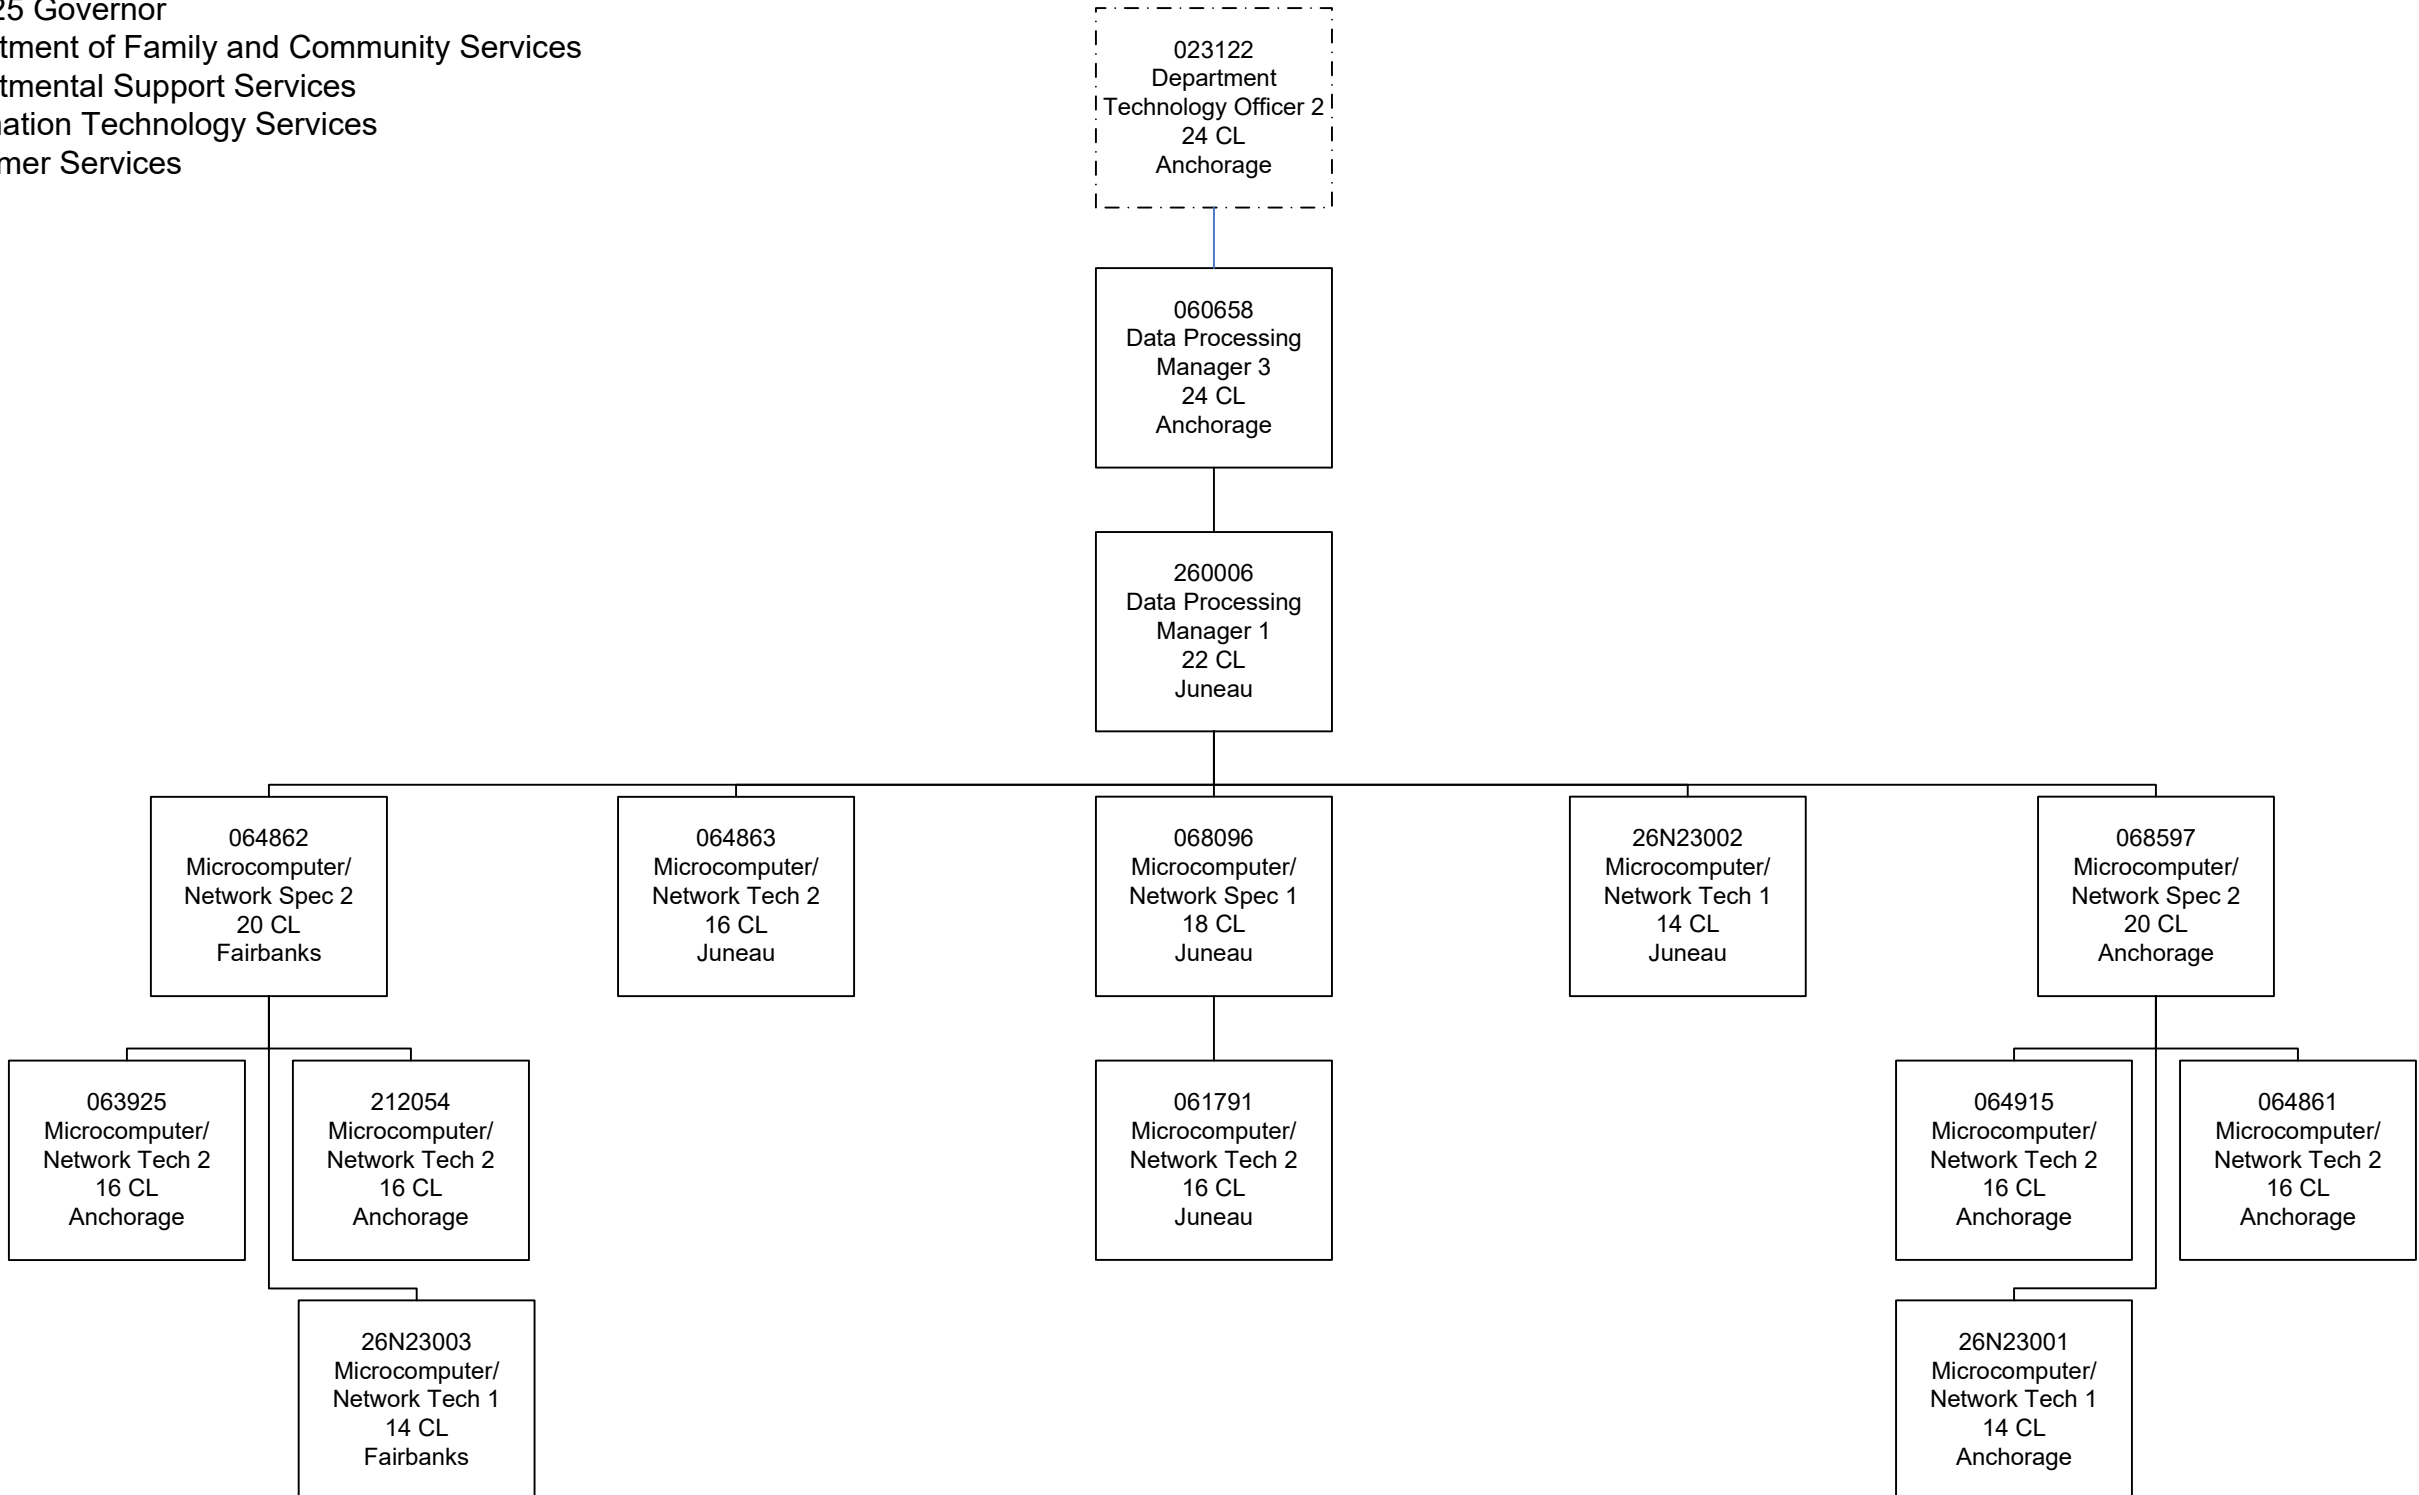 25 Governor
tment of Family and Community Services
tmental Support Services
ation Technology Services
mer Services
023122
Department
Technology Officer 2
24 CL
Anchorage
060658
Data Processing
Manager 3
24 CL
Anchorage
260006
Data Processing
Manager 1
22 CL
Juneau
064862
Microcomputer/
Network Spec 2
20 CL
Fairbanks
064863
Microcomputer/
Network Tech 2
16 CL
Juneau
068096
Microcomputer/
Network Spec 1
18 CL
Juneau
26N23002
Microcomputer/
Network Tech 1
14 CL
Juneau
068597
Microcomputer/
Network Spec 2
20 CL
Anchorage
063925
Microcomputer/
Network Tech 2
16 CL
Anchorage
212054
Microcomputer/
Network Tech 2
16 CL
Anchorage
061791
Microcomputer/
Network Tech 2
16 CL
Juneau
064915
Microcomputer/
Network Tech 2
16 CL
Anchorage
064861
Microcomputer/
Network Tech 2
16 CL
Anchorage
26N23003
Microcomputer/
Network Tech 1
14 CL
Fairbanks
26N23001
Microcomputer/
Network Tech 1
14 CL
Anchorage